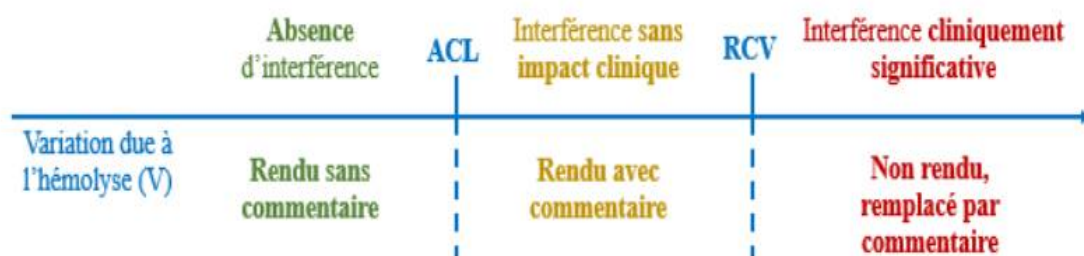 Absence
d'interférence
ACL
Interférence sans
impact clinique
RCV
Interférence cliniquement
significative
Variation due à
l'hémolyse (V)
Rendu sans
commentaire
Rendu avec
commentaire
Non rendu,
remplacé par
commentaire